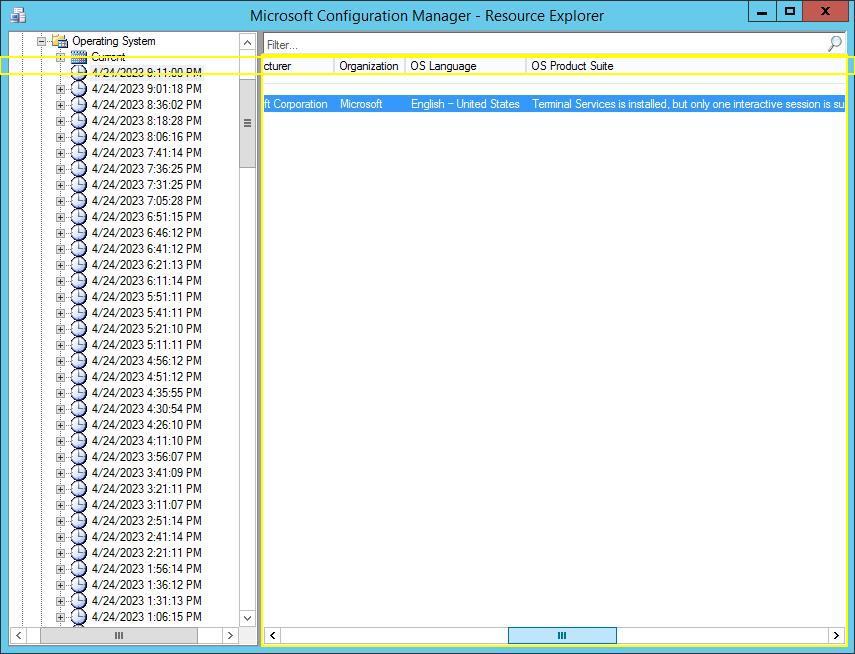 Microsoft Configuration Manager - Resource Explorer
Operating System
Current
4/24/2023 9:11:00 PM
4/24/2023 9:01:18 PM
4/24/2023 8:36:02 PM
4/24/2023 8:18:28 PM
4/24/2023 8:06:16 PM
4/24/2023 7:41:14 PM
4/24/2023 7:36:25 PM
4/24/2023 7:31:25 PM
4/24/2023 7:05:28 PM
4/24/2023 6:51:15 PM
4/24/2023 6:46:12 PM
4/24/2023 6:41:12 PM
4/24/2023 6:21:13 PM
4/24/2023 6:11:14 PM
4/24/2023 5:51:11 PM
4/24/2023 5:41:11 PM
4/24/2023 5:21:10 PM
4/24/2023 5:11:11 PM
4/24/2023 4:56:12 PM
4/24/2023 4:51:12 PM
4/24/2023 4:35:55 PM
4/24/2023 4:30:54 PM
4/24/2023 4:26:10 PM
4/24/2023 4:11:10 PM
4/24/2023 3:56:07 PM
4/24/2023 3:41:09 PM
4/24/2023 3:21:11 PM
4/24/2023 3:11:07 PM
4/24/2023 2:51:14 PM
4/24/2023 2:41:14 PM
4/24/2023 2:21:11 PM
4/24/2023 1:56:14 PM
4/24/2023 1:36:12 PM
4/24/2023 1:31:13 PM
4/24/2023 1:06:15 PM
Filter...
cturer Organization OS Language OS Product Suite
ft Corporation Microsoft English – United States Terminal Services is installed, but only one interactive session is su